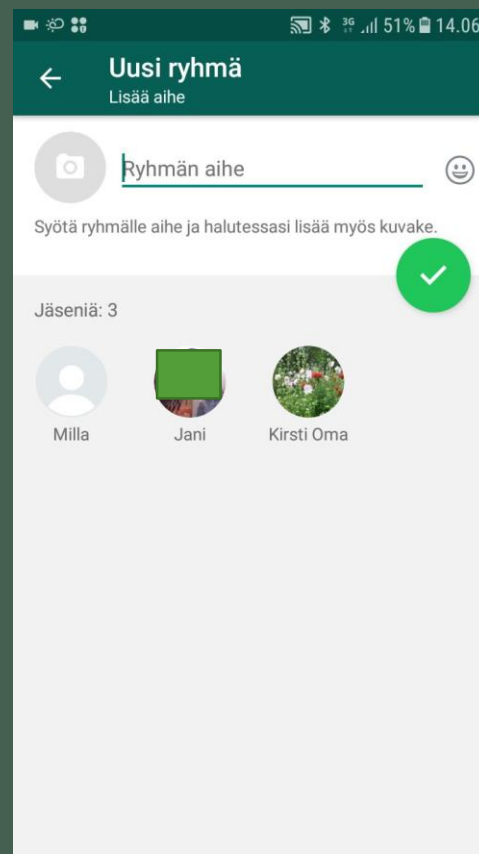 3G 51% 14.06
Uusi ryhmä
Lisää aihe
Ryhmän aihe
Syötä ryhmälle aihe ja halutessasi lisää myös kuvake.
Jäseniä: 3
Milla Jani Kirsti Oma